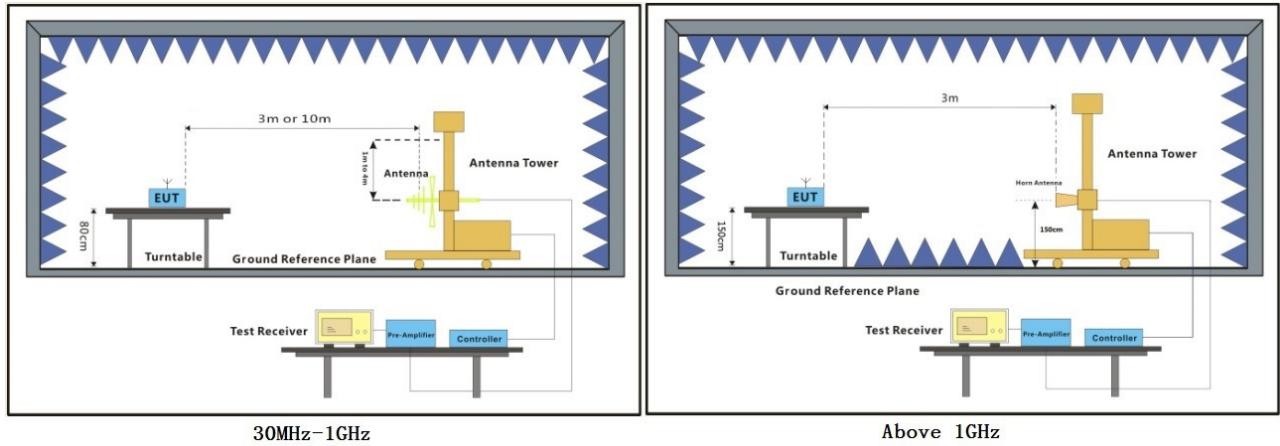 3m or 10m
1m to 4m
Antenna
Antenna Tower
EUT
80cm
Turntable
Ground Reference Plane
Test Receiver
Pre-Amplifier
Controller
30MHz-1GHz
3m
Antenna Tower
Horn Antenna
EUT
150cm
150cm
Turntable
Ground Reference Plane
Test Receiver
Pre-Amplifier
Controller
Above 1GHz